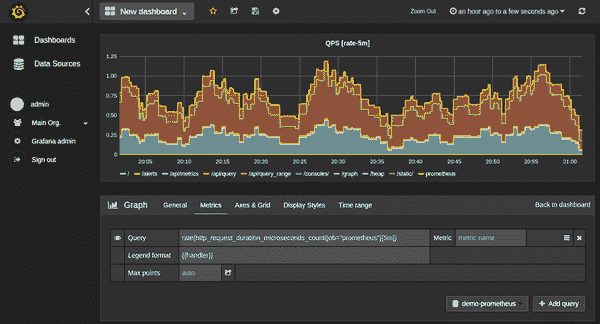 New dashboard
Zoom Out
an hour ago to a few seconds ago
Dashboards
Data Sources
admin
Main Org.
Grafana admin
Sign out
QPS [rate-5m]
1.25
1.00
0.75
0.50
0.25
0
20:05 20:10 20:15 20:20 20:25 20:30 20:35 20:40 20:45 20:50 20:55 21:00
/ /alerts /api/metrics /api/query /api/query_range /consoles/ /graph /heap /static/ prometheus
Graph General Metrics Axes & Grid Display Styles Time range Back to dashboard
Query rate(http_request_duration_microseconds_count{job="prometheus"}[5m]) Metric metric name
Legend format {{handler}}
Max points auto
demo-prometheus + Add query